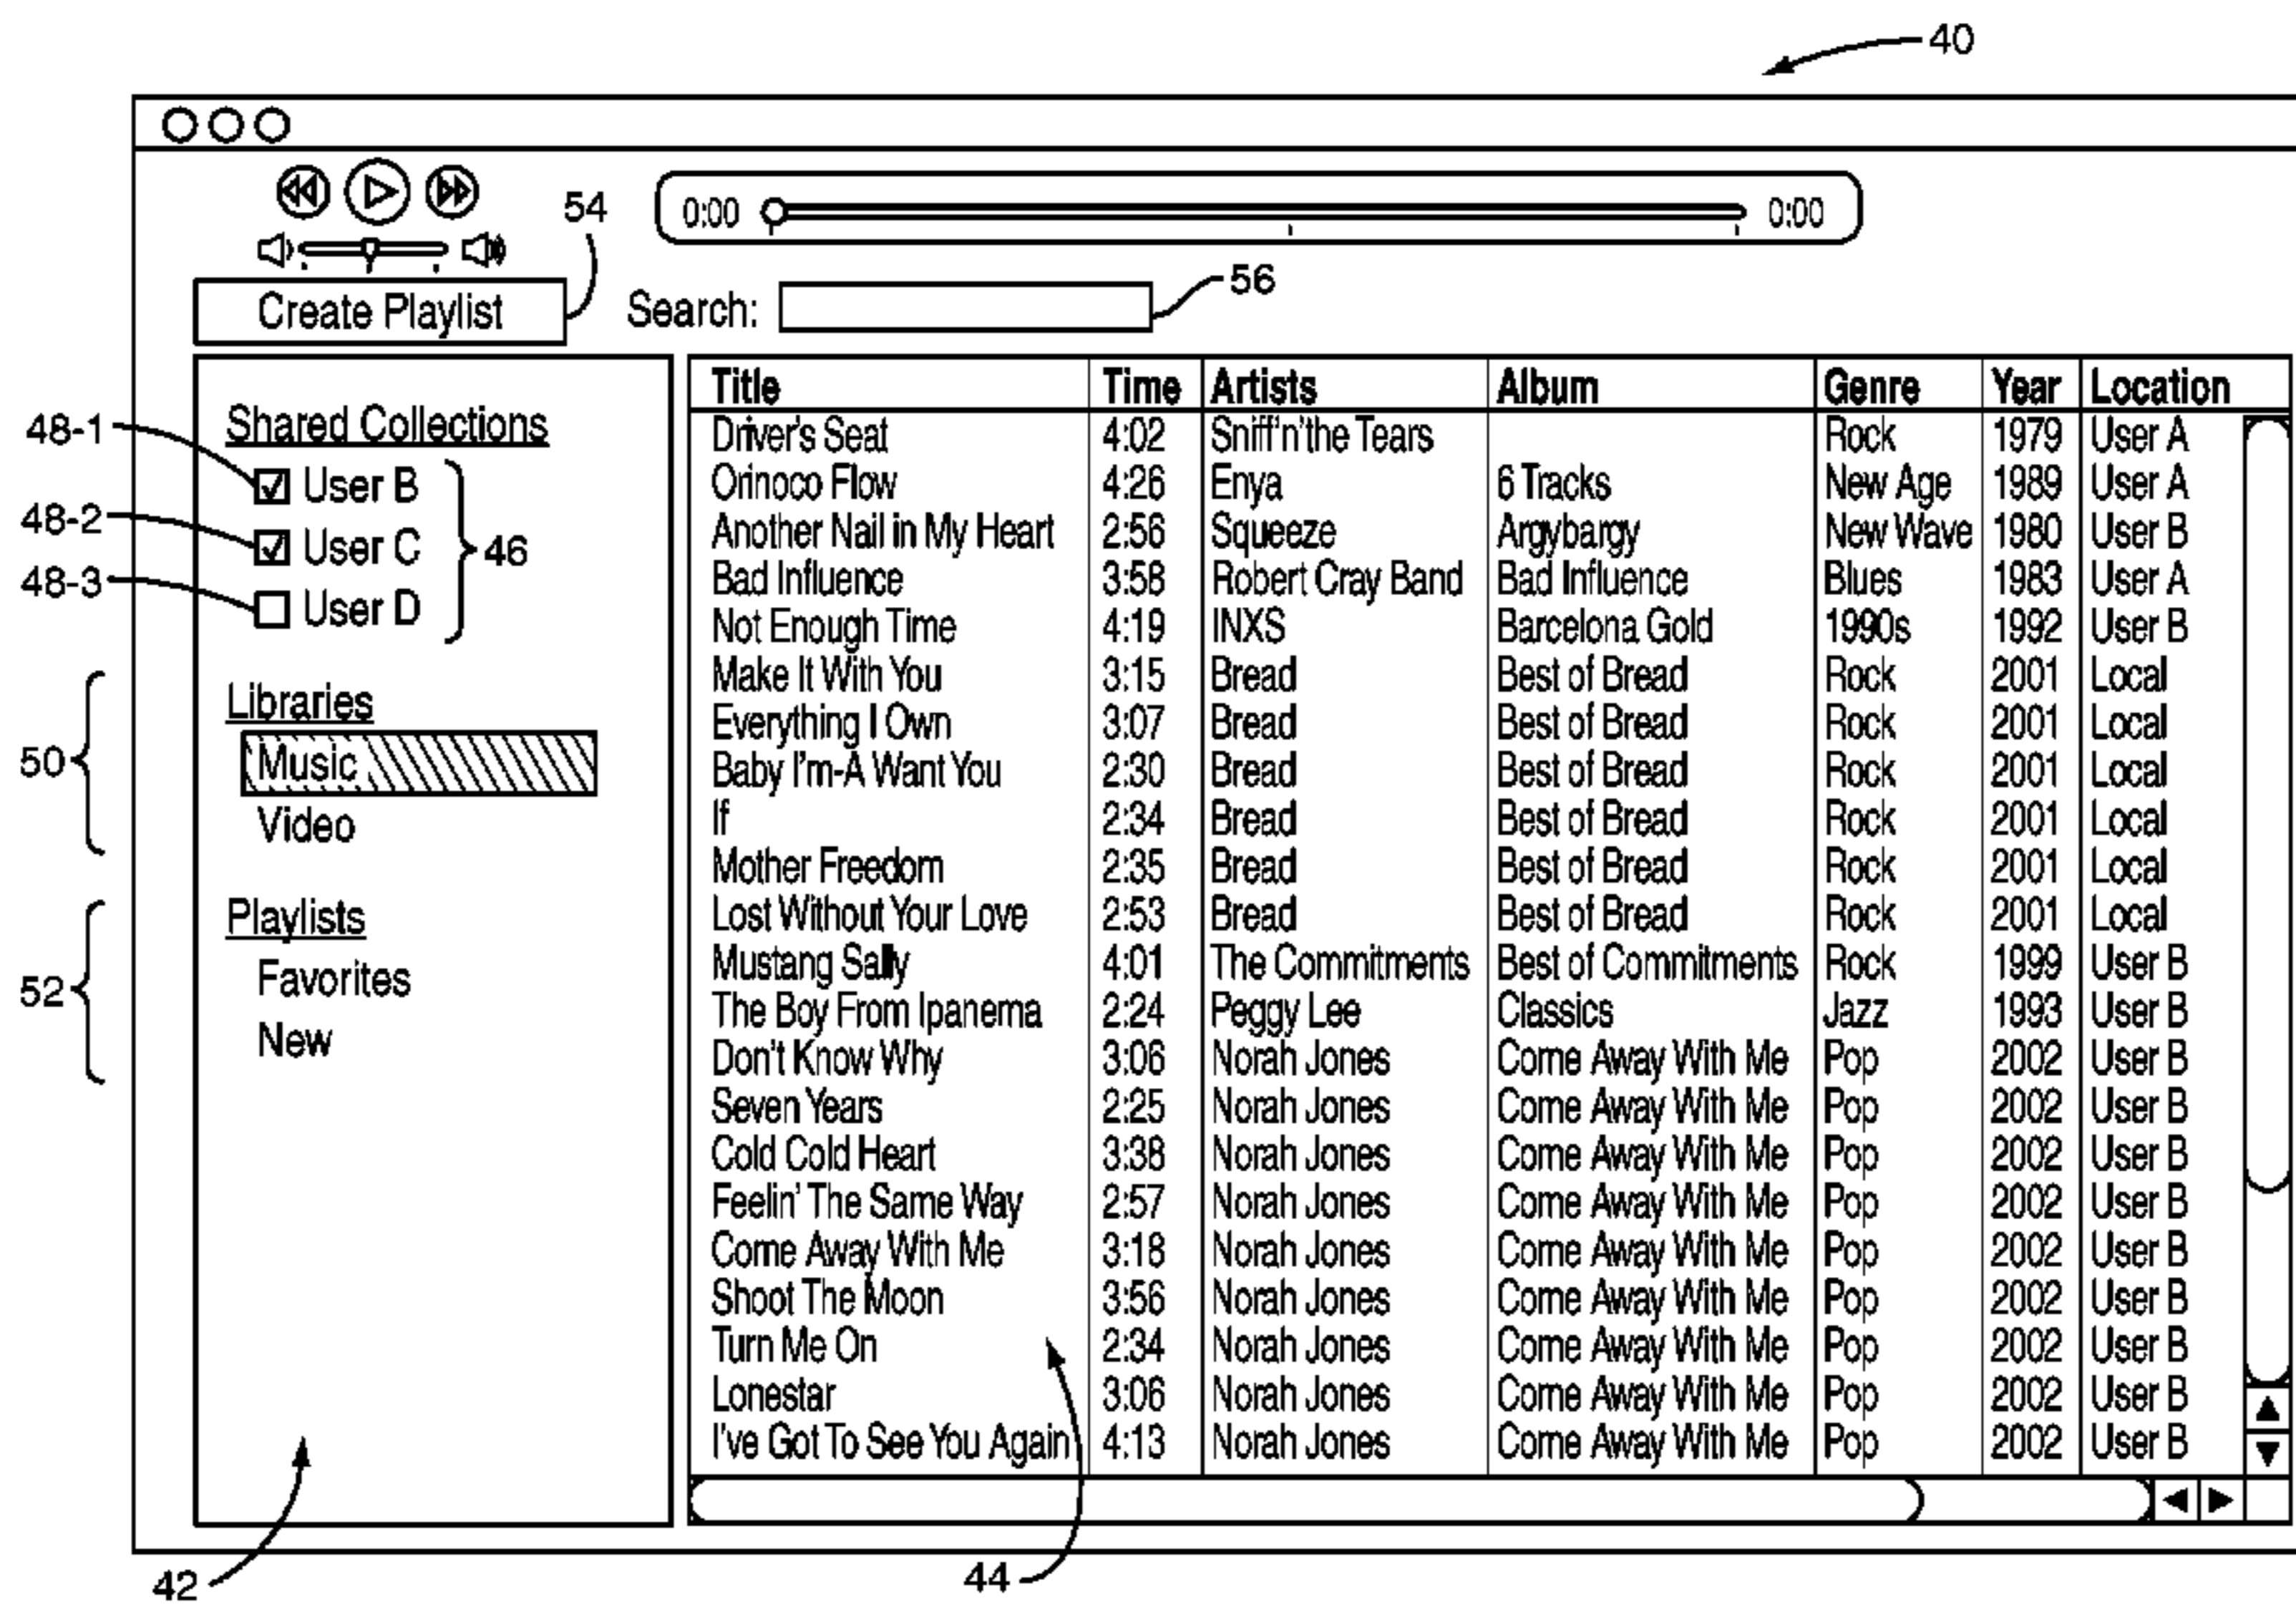 40
54
0:00 0:00
Create Playlist
Search:
56
Title Time Artists Album Genre Year Location
Driver's Seat 4:02 Sniff'n'the Tears Rock 1979 User A
Orinoco Flow 4:26 Enya 6 Tracks New Age 1989 User A
Another Nail in My Heart 2:56 Squeeze Argybargy New Wave 1980 User B
Bad Influence 3:58 Robert Cray Band Bad Influence Blues 1983 User A
Not Enough Time 4:19 INXS Barcelona Gold 1990s 1992 User B
Make It With You 3:15 Bread Best of Bread Rock 2001 Local
Everything I Own 3:07 Bread Best of Bread Rock 2001 Local
Baby I'm-A Want You 2:30 Bread Best of Bread Rock 2001 Local
If 2:34 Bread Best of Bread Rock 2001 Local
Mother Freedom 2:35 Bread Best of Bread Rock 2001 Local
Lost Without Your Love 2:53 Bread Best of Bread Rock 2001 Local
Mustang Sally 4:01 The Commitments Best of Commitments Rock 1999 User B
The Boy From Ipanema 2:24 Peggy Lee Classics Jazz 1993 User B
Don't Know Why 3:06 Norah Jones Come Away With Me Pop 2002 User B
Seven Years 2:25 Norah Jones Come Away With Me Pop 2002 User B
Cold Cold Heart 3:38 Norah Jones Come Away With Me Pop 2002 User B
Feelin' The Same Way 2:57 Norah Jones Come Away With Me Pop 2002 User B
Come Away With Me 3:18 Norah Jones Come Away With Me Pop 2002 User B
Shoot The Moon 3:56 Norah Jones Come Away With Me Pop 2002 User B
Turn Me On 2:34 Norah Jones Come Away With Me Pop 2002 User B
Lonestar 3:06 Norah Jones Come Away With Me Pop 2002 User B
I've Got To See You Again 4:13 Norah Jones Come Away With Me Pop 2002 User B
Shared Collections
48-1
User B
48-2
User C
46
48-3
User D
Libraries
50
Music
Video
Playlists
52
Favorites
New
42
44